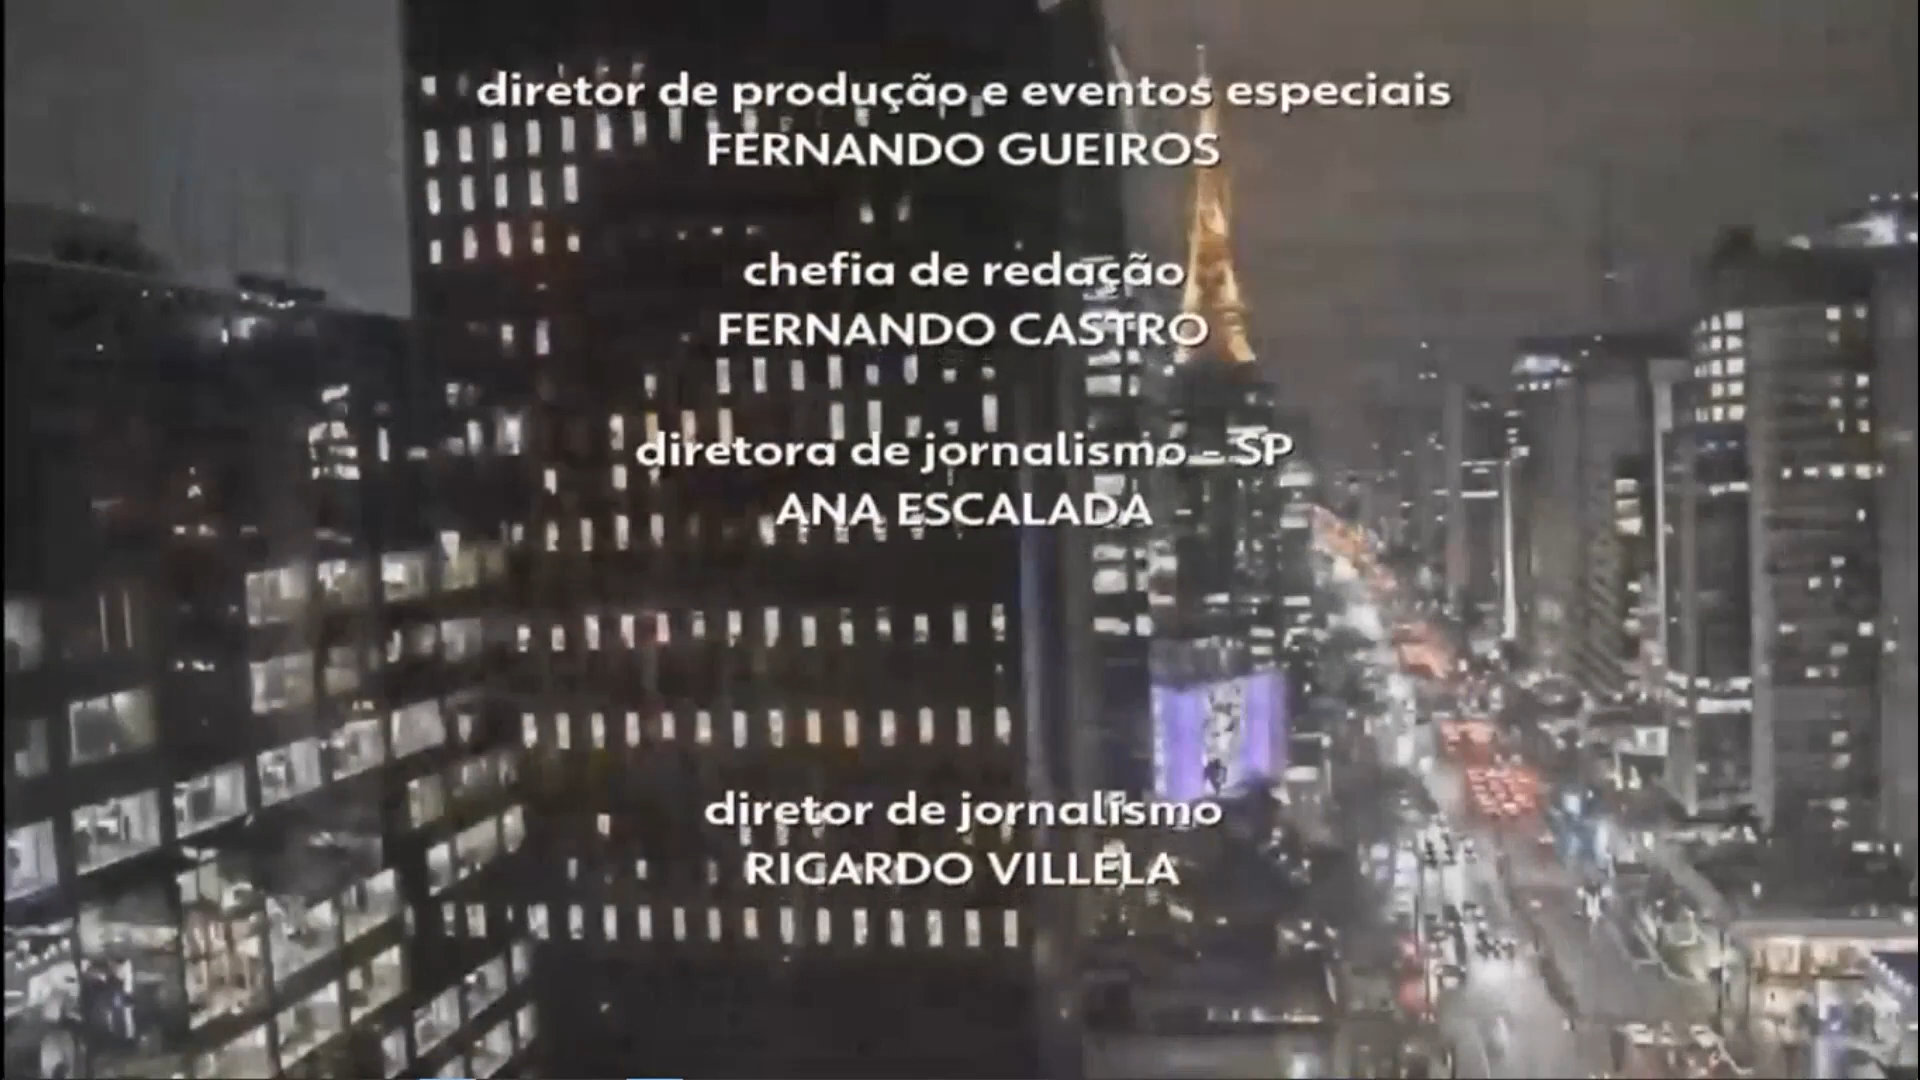 diretor de produção e eventos especiais
FERNANDO GUEIROS
chefia de redação
FERNANDO CASTRO
diretora de jornalismo - SP
ANA ESCALADA
diretor de jornalismo
RICARDO VILLELA